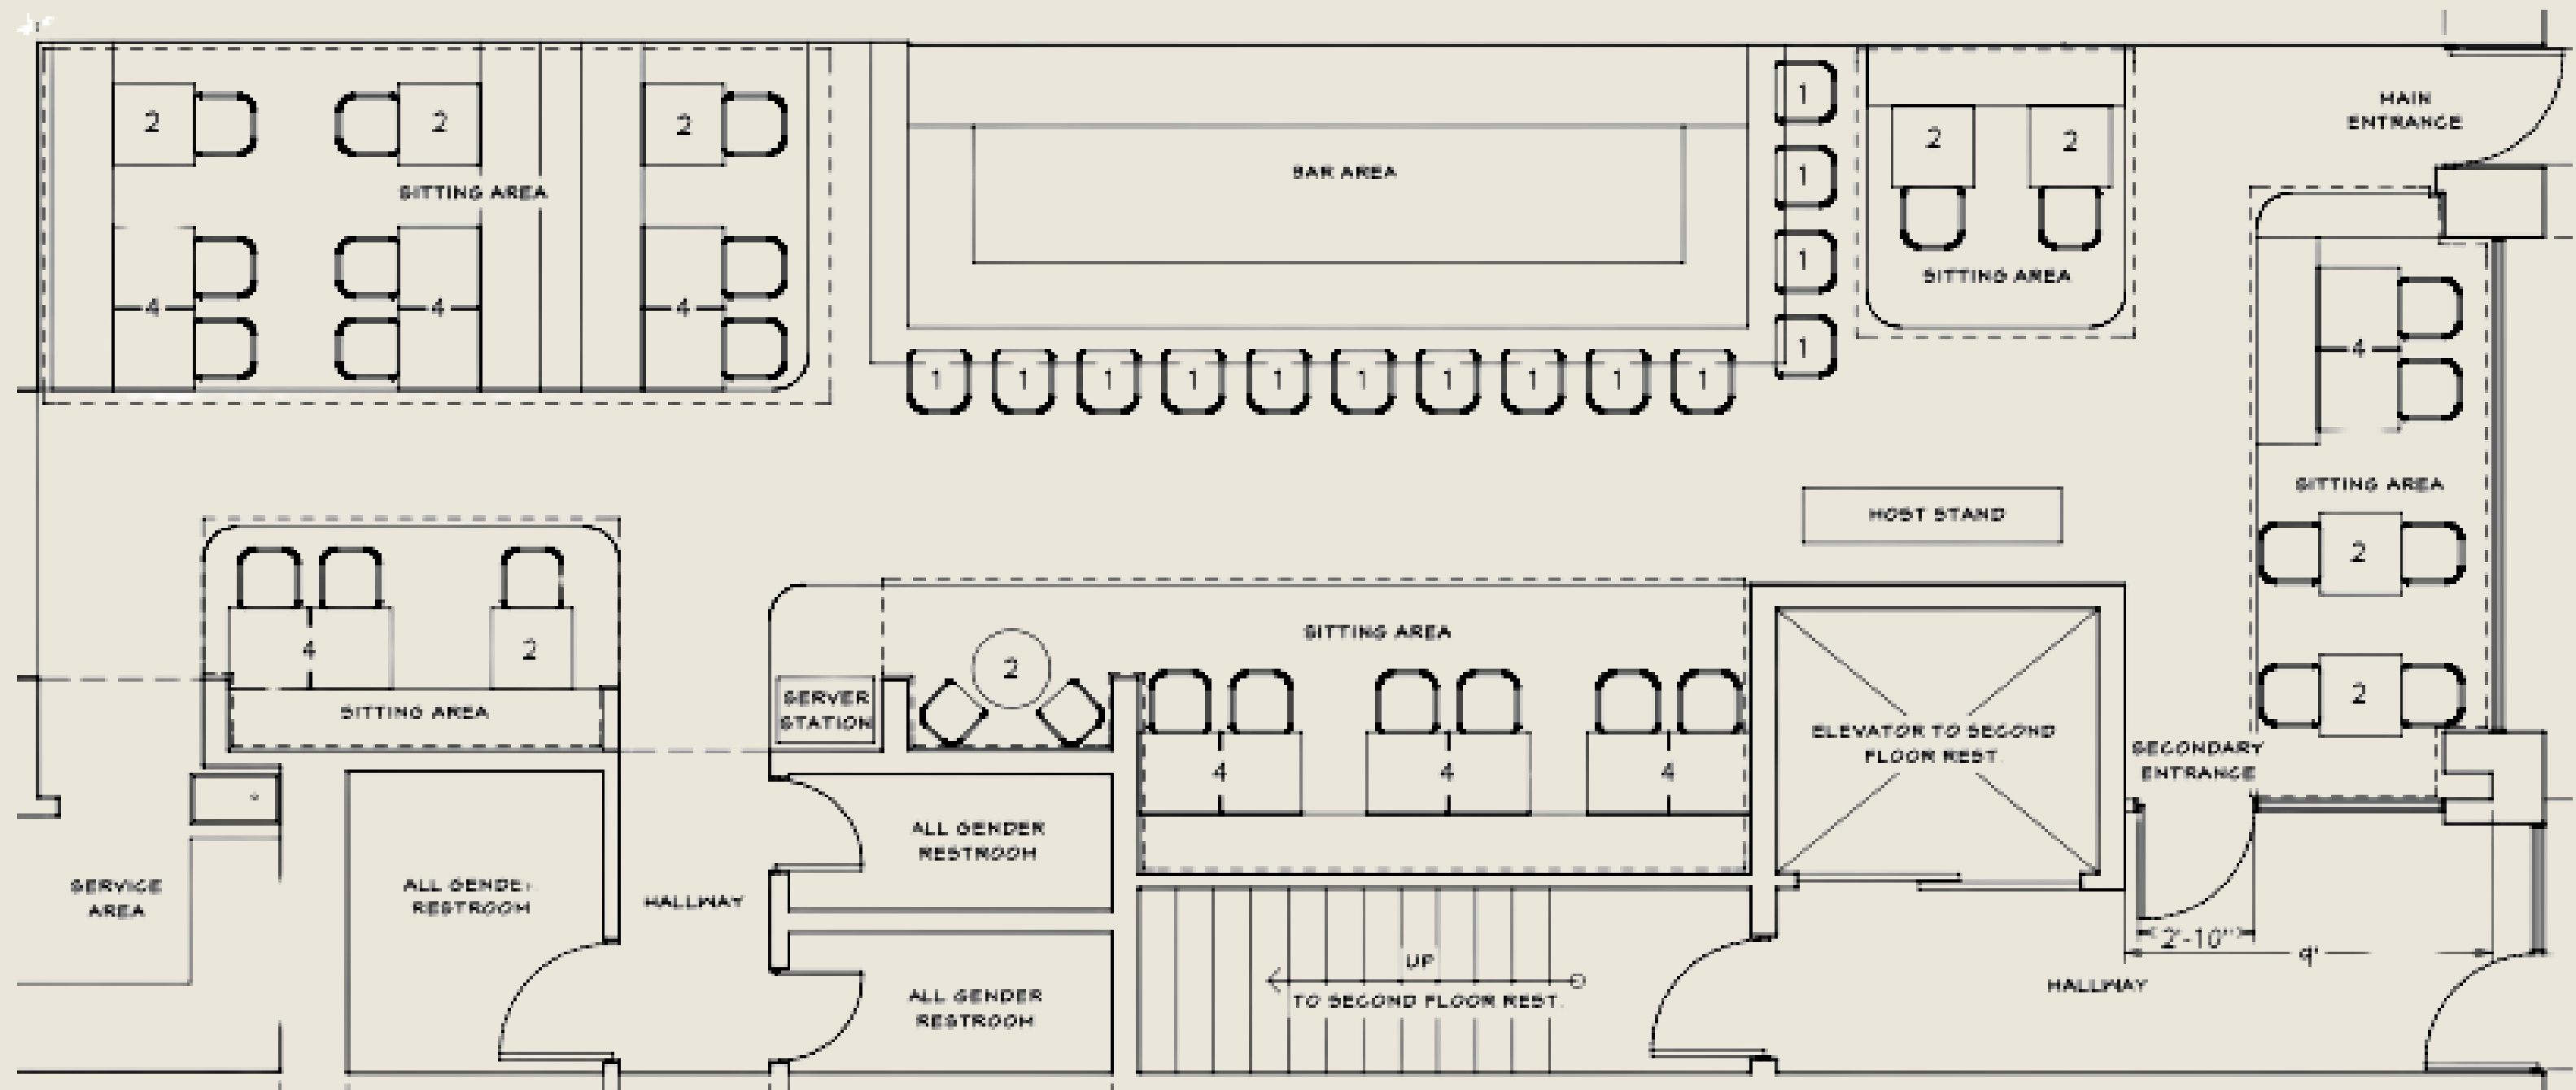 MAIN
ENTRANCE
1
2
2
2
2
2
BAR AREA
1
SITTING AREA
1
SITTING AREA
4
4
4
1
4
1
1
1
1
1
1
1
1
1
1
SITTING AREA
HOST STAND
2
4
2
SITTING AREA
2
2
SITTING AREA
SERVER
STATION
ELEVATOR TO SECOND
FLOOR REST.
SECONDARY
ENTRANCE
4
4
4
ALL GENDER
RESTROOM
SERVICE
AREA
ALL GENDER
RESTROOM
HALLWAY
2'-10"
9'
UP
TO SECOND FLOOR REST.
HALLWAY
ALL GENDER
RESTROOM